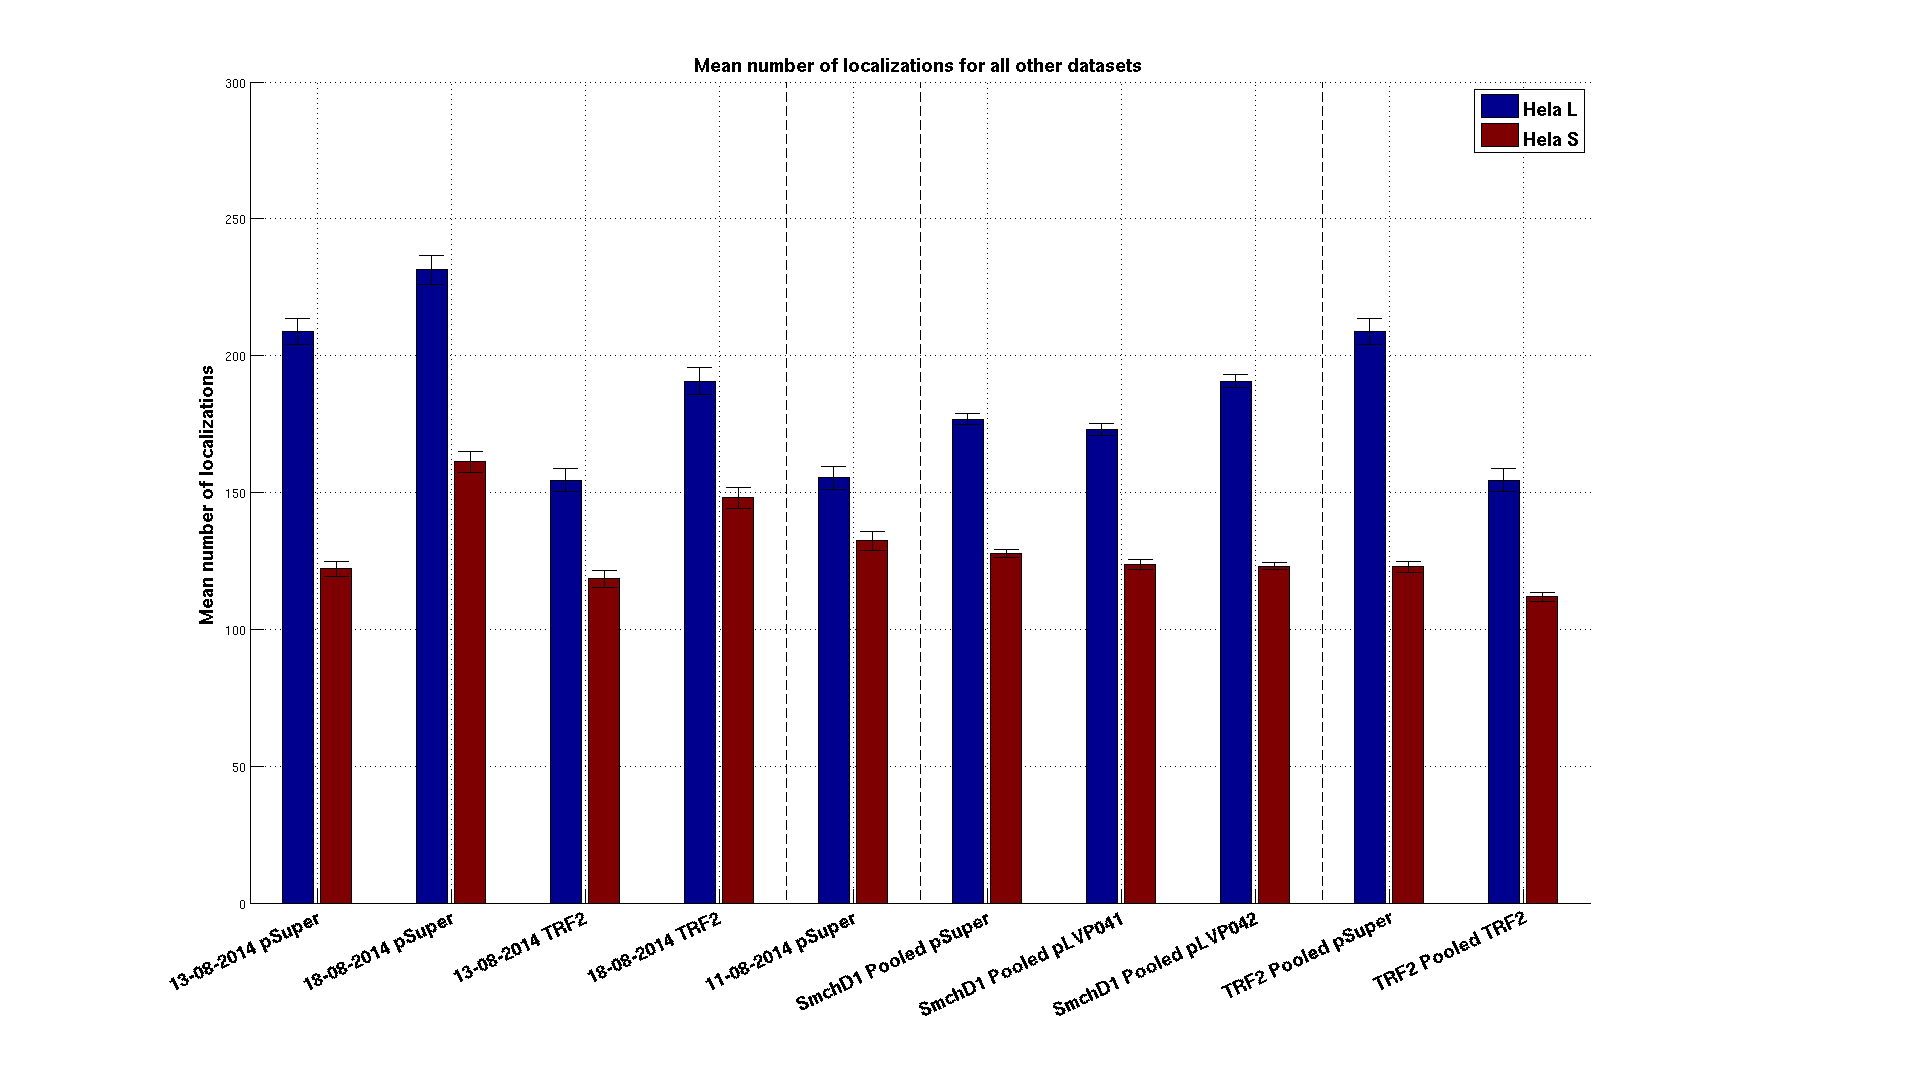 Mean number of localizations for all other datasets
Hela L
Hela S
Mean number of localizations
300
250
200
150
100
50
0
13-08-2014 pSuper
18-08-2014 pSuper
13-08-2014 TRF2
18-08-2014 TRF2
11-08-2014 pSuper
SmchD1 Pooled pSuper
SmchD1 Pooled pLVP041
SmchD1 Pooled pLVP042
TRF2 Pooled pSuper
TRF2 Pooled TRF2